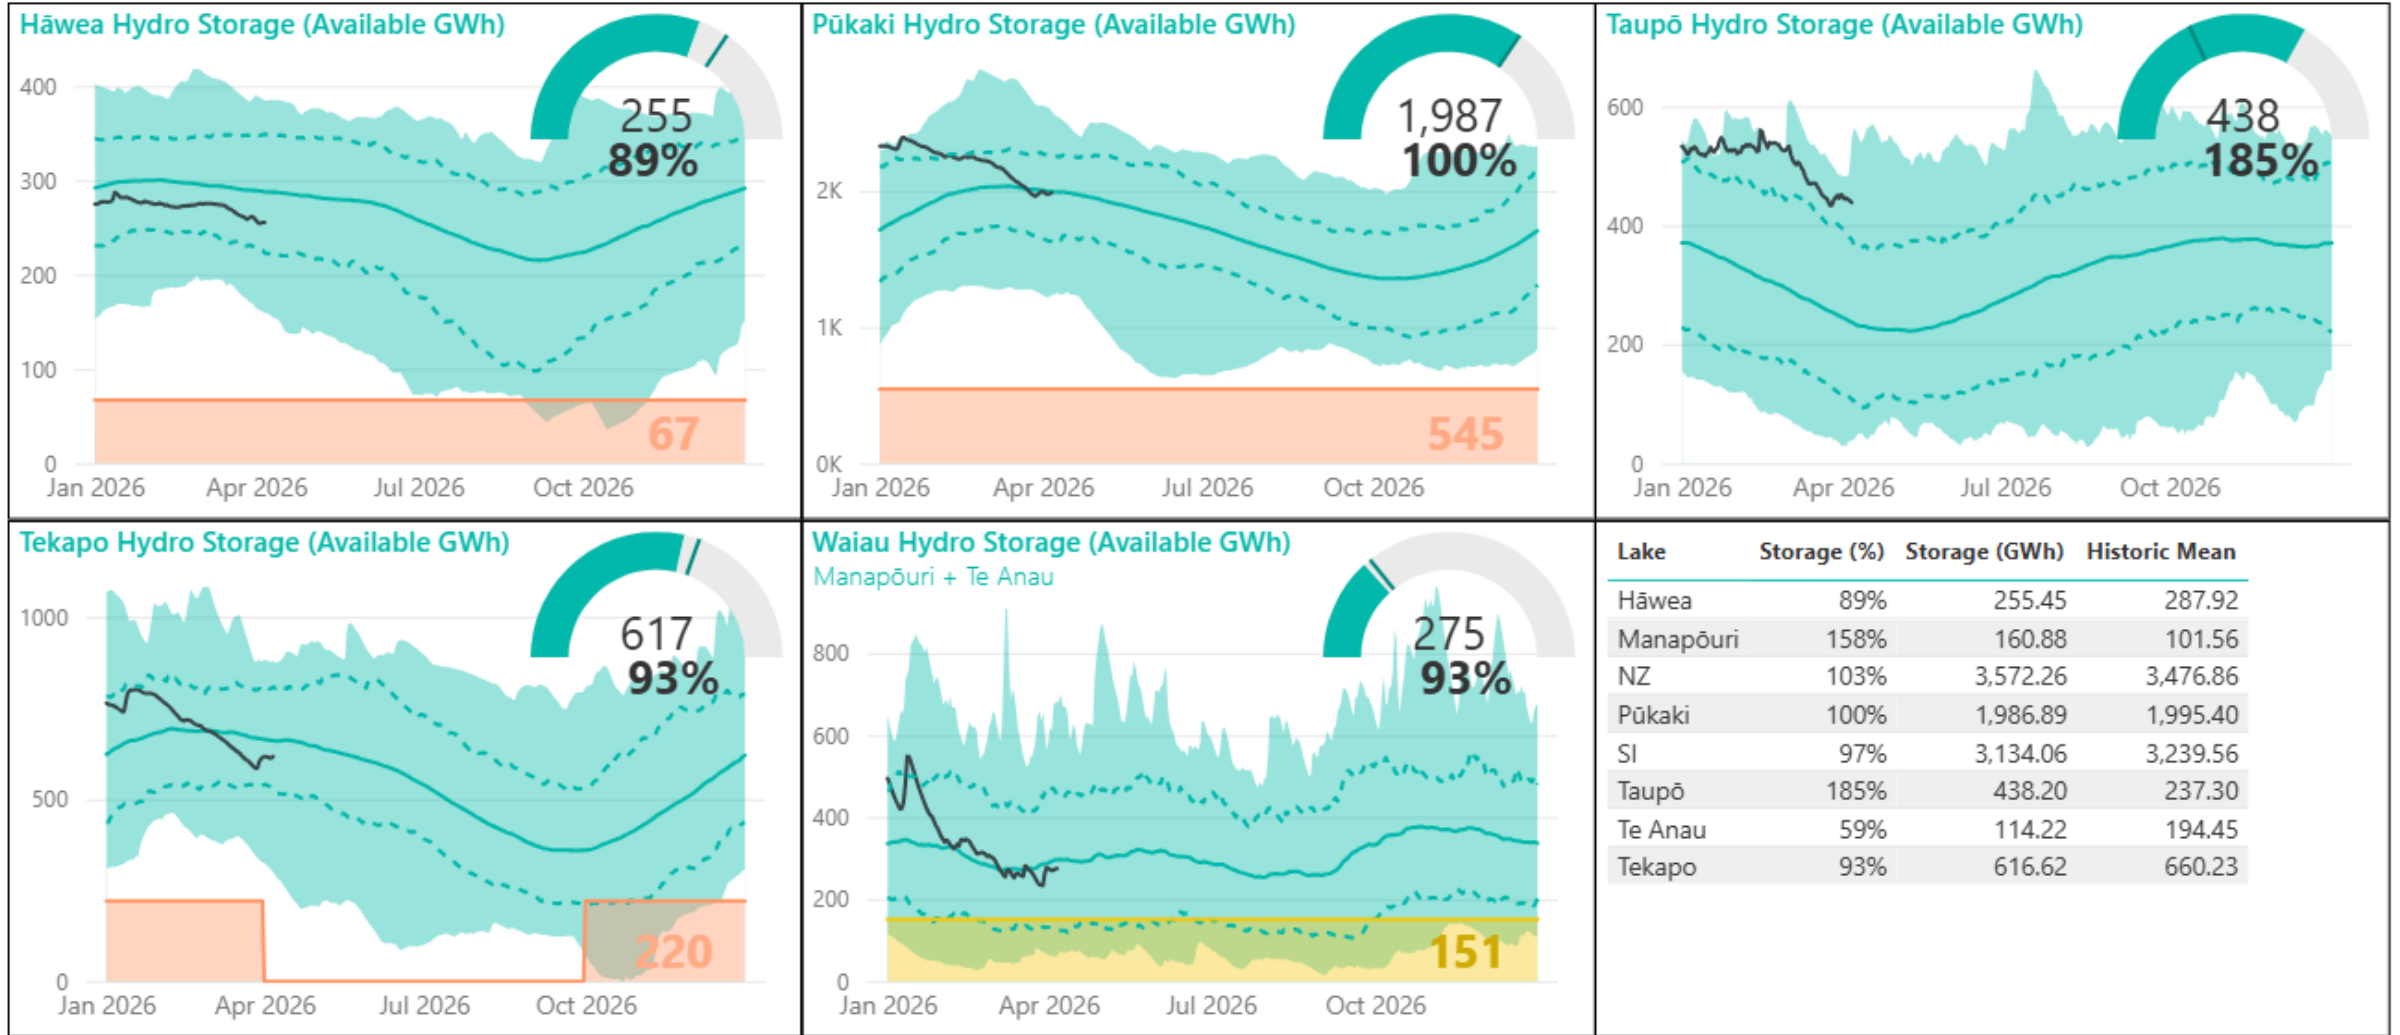 Hāwea Hydro Storage (Available GWh)
255
89%
400
300
200
100
0
67
Jan 2026 Apr 2026 Jul 2026 Oct 2026
Pūkaki Hydro Storage (Available GWh)
1,987
100%
2K
1K
0K
545
Jan 2026 Apr 2026 Jul 2026 Oct 2026
Taupō Hydro Storage (Available GWh)
438
185%
600
400
200
0
Jan 2026 Apr 2026 Jul 2026 Oct 2026
Tekapo Hydro Storage (Available GWh)
617
93%
1000
500
0
220
Jan 2026 Apr 2026 Jul 2026 Oct 2026
Waiau Hydro Storage (Available GWh)
Manapōuri + Te Anau
275
93%
800
600
400
200
0
151
Jan 2026 Apr 2026 Jul 2026 Oct 2026
Lake Storage (%) Storage (GWh) Historic Mean
Hāwea 89% 255.45 287.92
Manapōuri 158% 160.88 101.56
NZ 103% 3,572.26 3,476.86
Pūkaki 100% 1,986.89 1,995.40
SI 97% 3,134.06 3,239.56
Taupō 185% 438.20 237.30
Te Anau 59% 114.22 194.45
Tekapo 93% 616.62 660.23